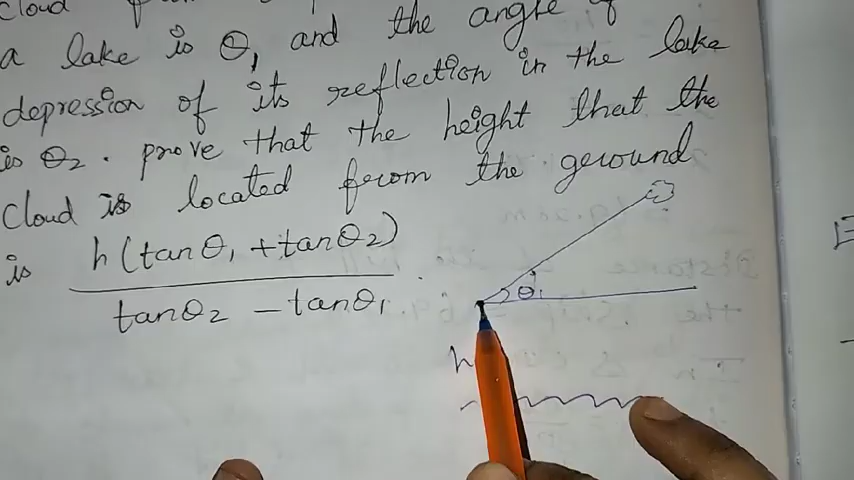 cloud from
a lake is θ, and the angle of
depression of its reflection in the lake
is θ2. prove that the height that the
cloud is located from the ground
is h(tanθ1 + tanθ2)
tanθ2 - tanθ1 .
θ1
h